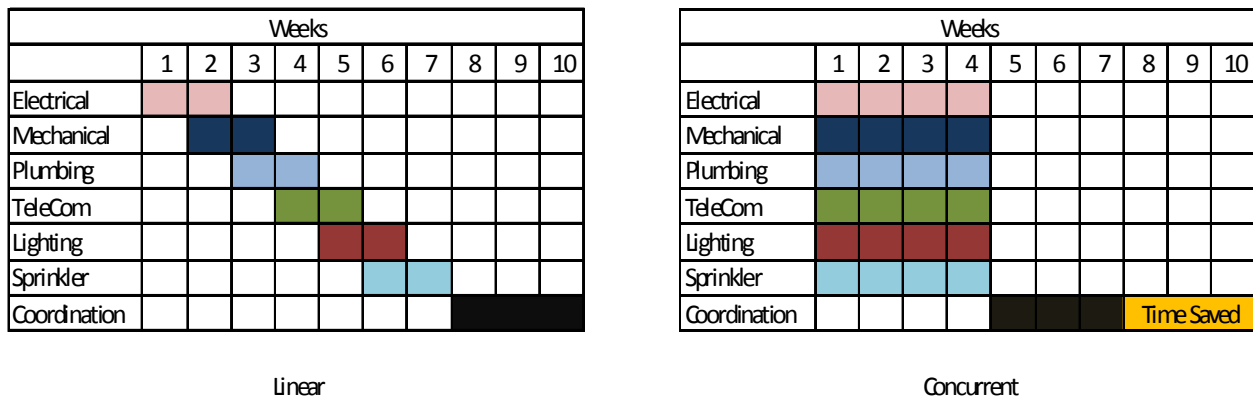 Weeks
1 2 3 4 5 6 7 8 9 10
Electrical
Mechanical
Plumbing
TeleCom
Lighting
Sprinkler
Coordination
Linear
Weeks
1 2 3 4 5 6 7 8 9 10
Electrical
Mechanical
Plumbing
TeleCom
Lighting
Sprinkler
Coordination Time Saved
Concurrent